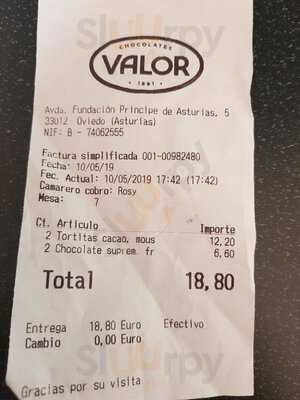 CHOCOLATES
VALOR
1881
Avda. Fundación Principe de Asturias, 5
33012 Oviedo (Asturias)
NIF: B - 74062555
Factura simplificada 001-00982480
Fecha: 10/05/19
Fec. Actual: 10/05/2019 17:42 (17:42)
Camarero cobro: Rosy
Mesa: 7
Ct. Articulo Importe
2 Tortitas cacao, mous 12,20
2 Chocolate suprem. fr 6,60
Total 18,80
Entrega 18,80 Euro Efectivo
Cambio 0,00 Euro
Gracias por su visita
Sluurpy
Sluurpy